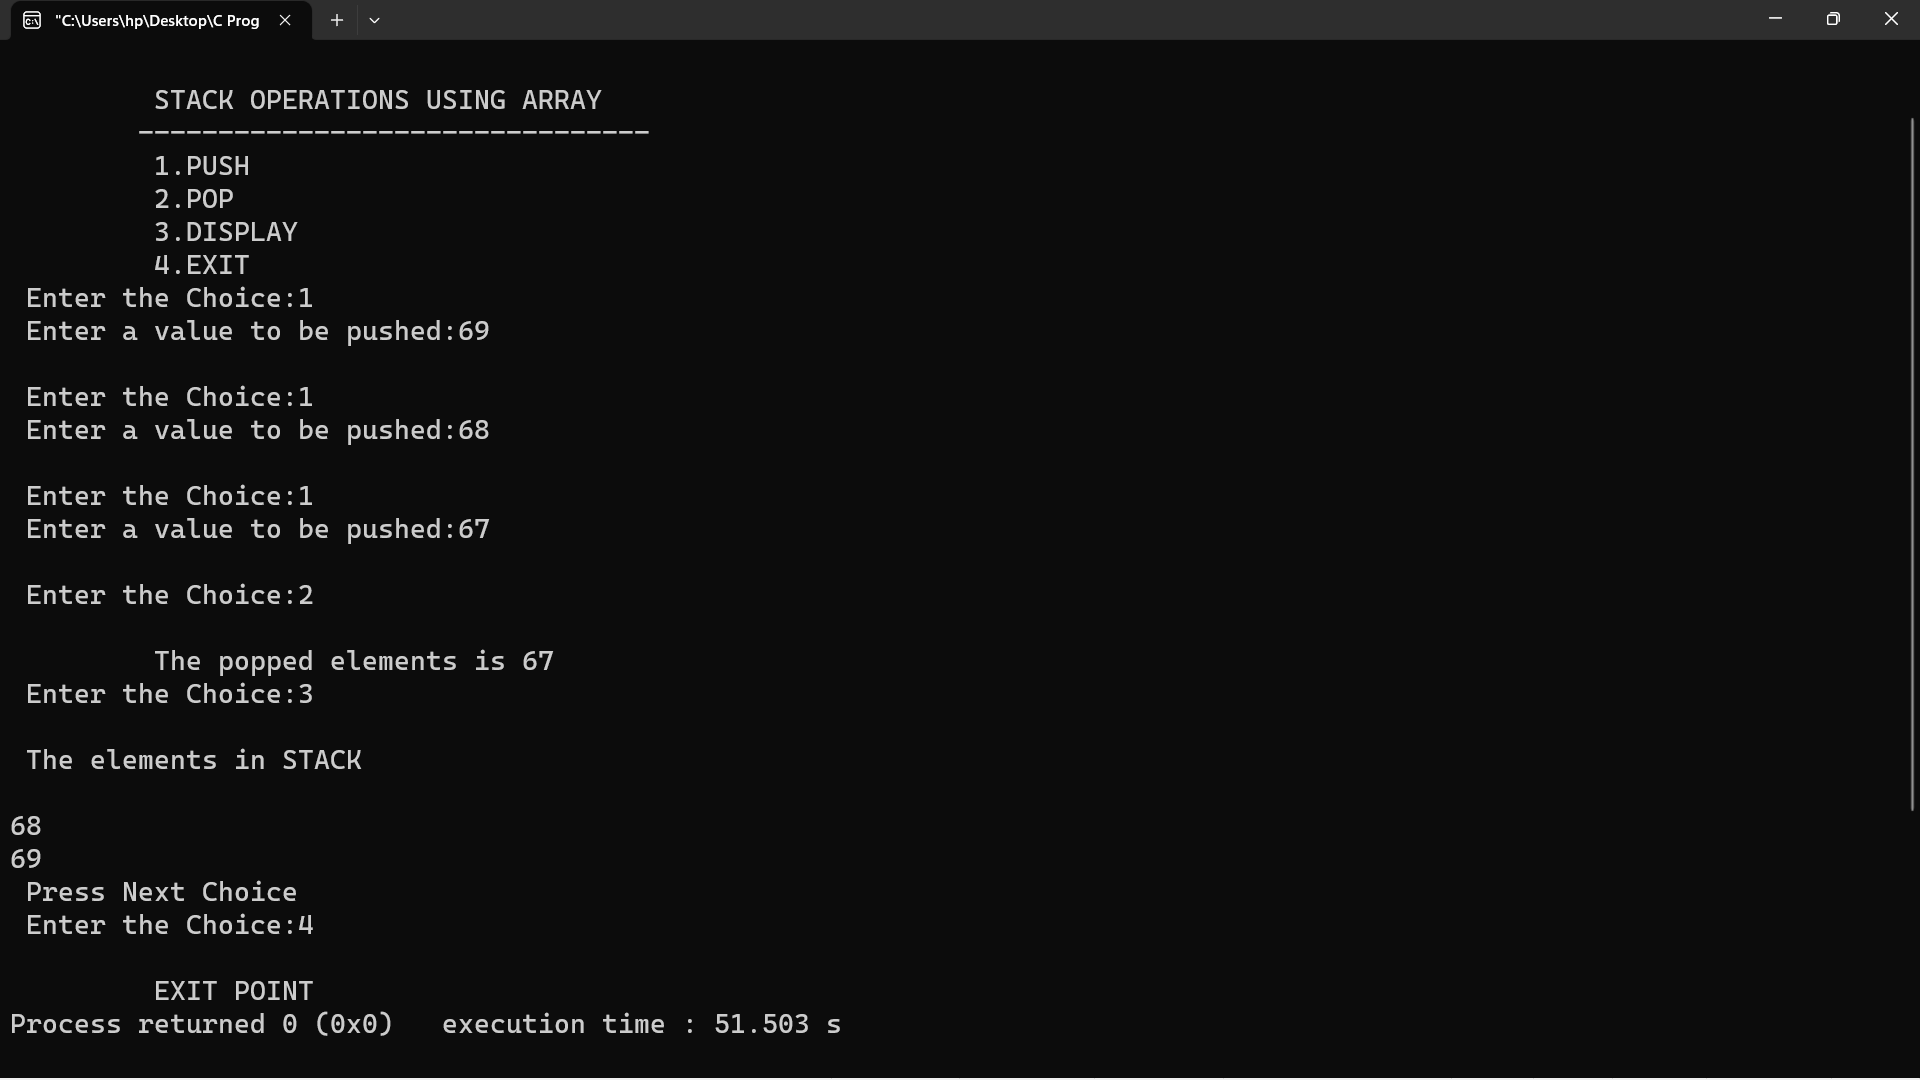 "C:\Users\hp\Desktop\C Prog
STACK OPERATIONS USING ARRAY
--------------------------------
1.PUSH
2.POP
3.DISPLAY
4.EXIT
Enter the Choice:1
Enter a value to be pushed:69
Enter the Choice:1
Enter a value to be pushed:68
Enter the Choice:1
Enter a value to be pushed:67
Enter the Choice:2
The popped elements is 67
Enter the Choice:3
The elements in STACK
68
69
Press Next Choice
Enter the Choice:4
EXIT POINT
Process returned 0 (0x0)   execution time : 51.503 s